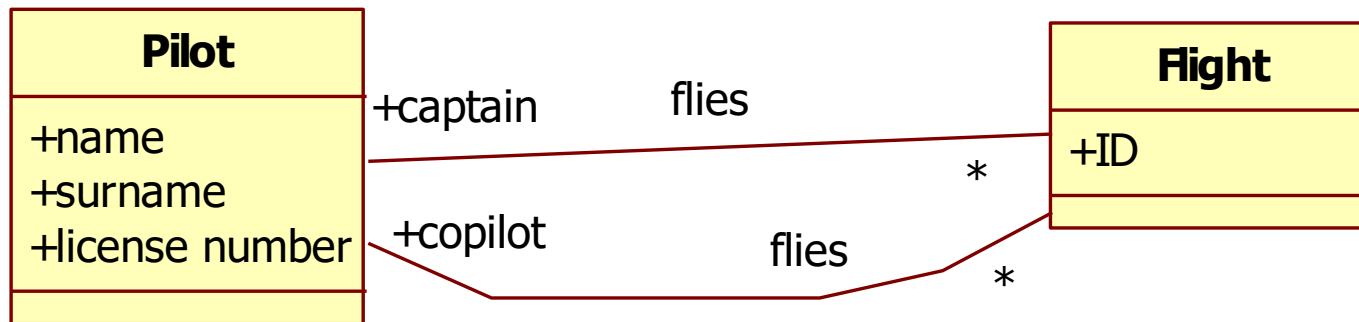 Pilot
+name
+surname
+license number
+captain
flies
*
+copilot
flies
*
Flight
+ID